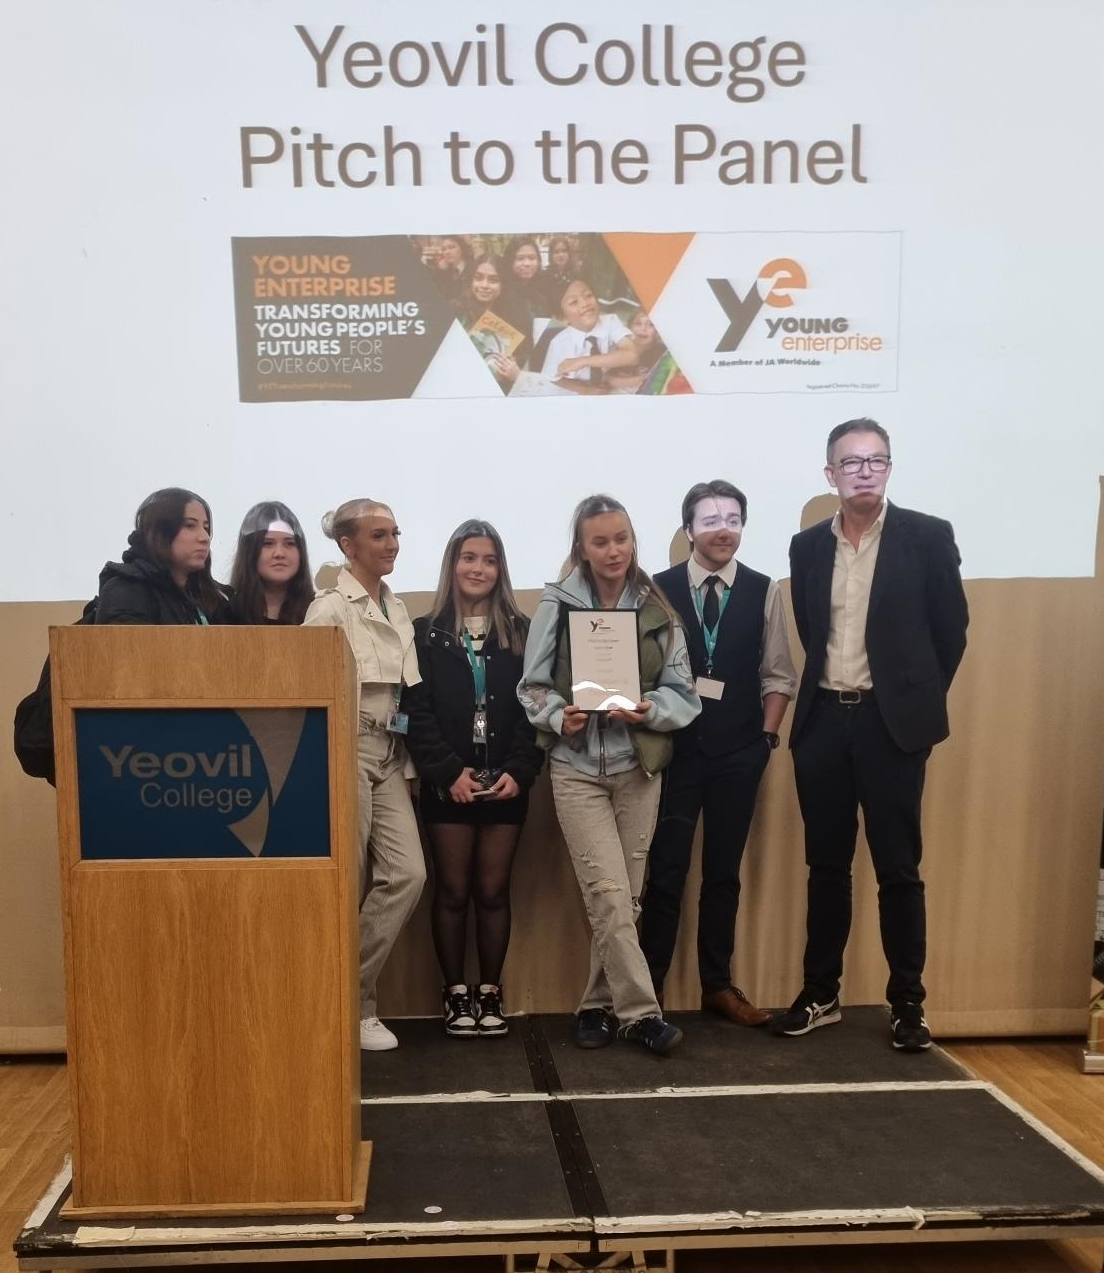 Yeovil College
Pitch to the Panel
YOUNG
ENTERPRISE
TRANSFORMING
YOUNG PEOPLE'S
FUTURES FOR
OVER 60 YEARS
ye
YOUNG
enterprise
A Member of JA Worldwide
ye
Yeovil
College